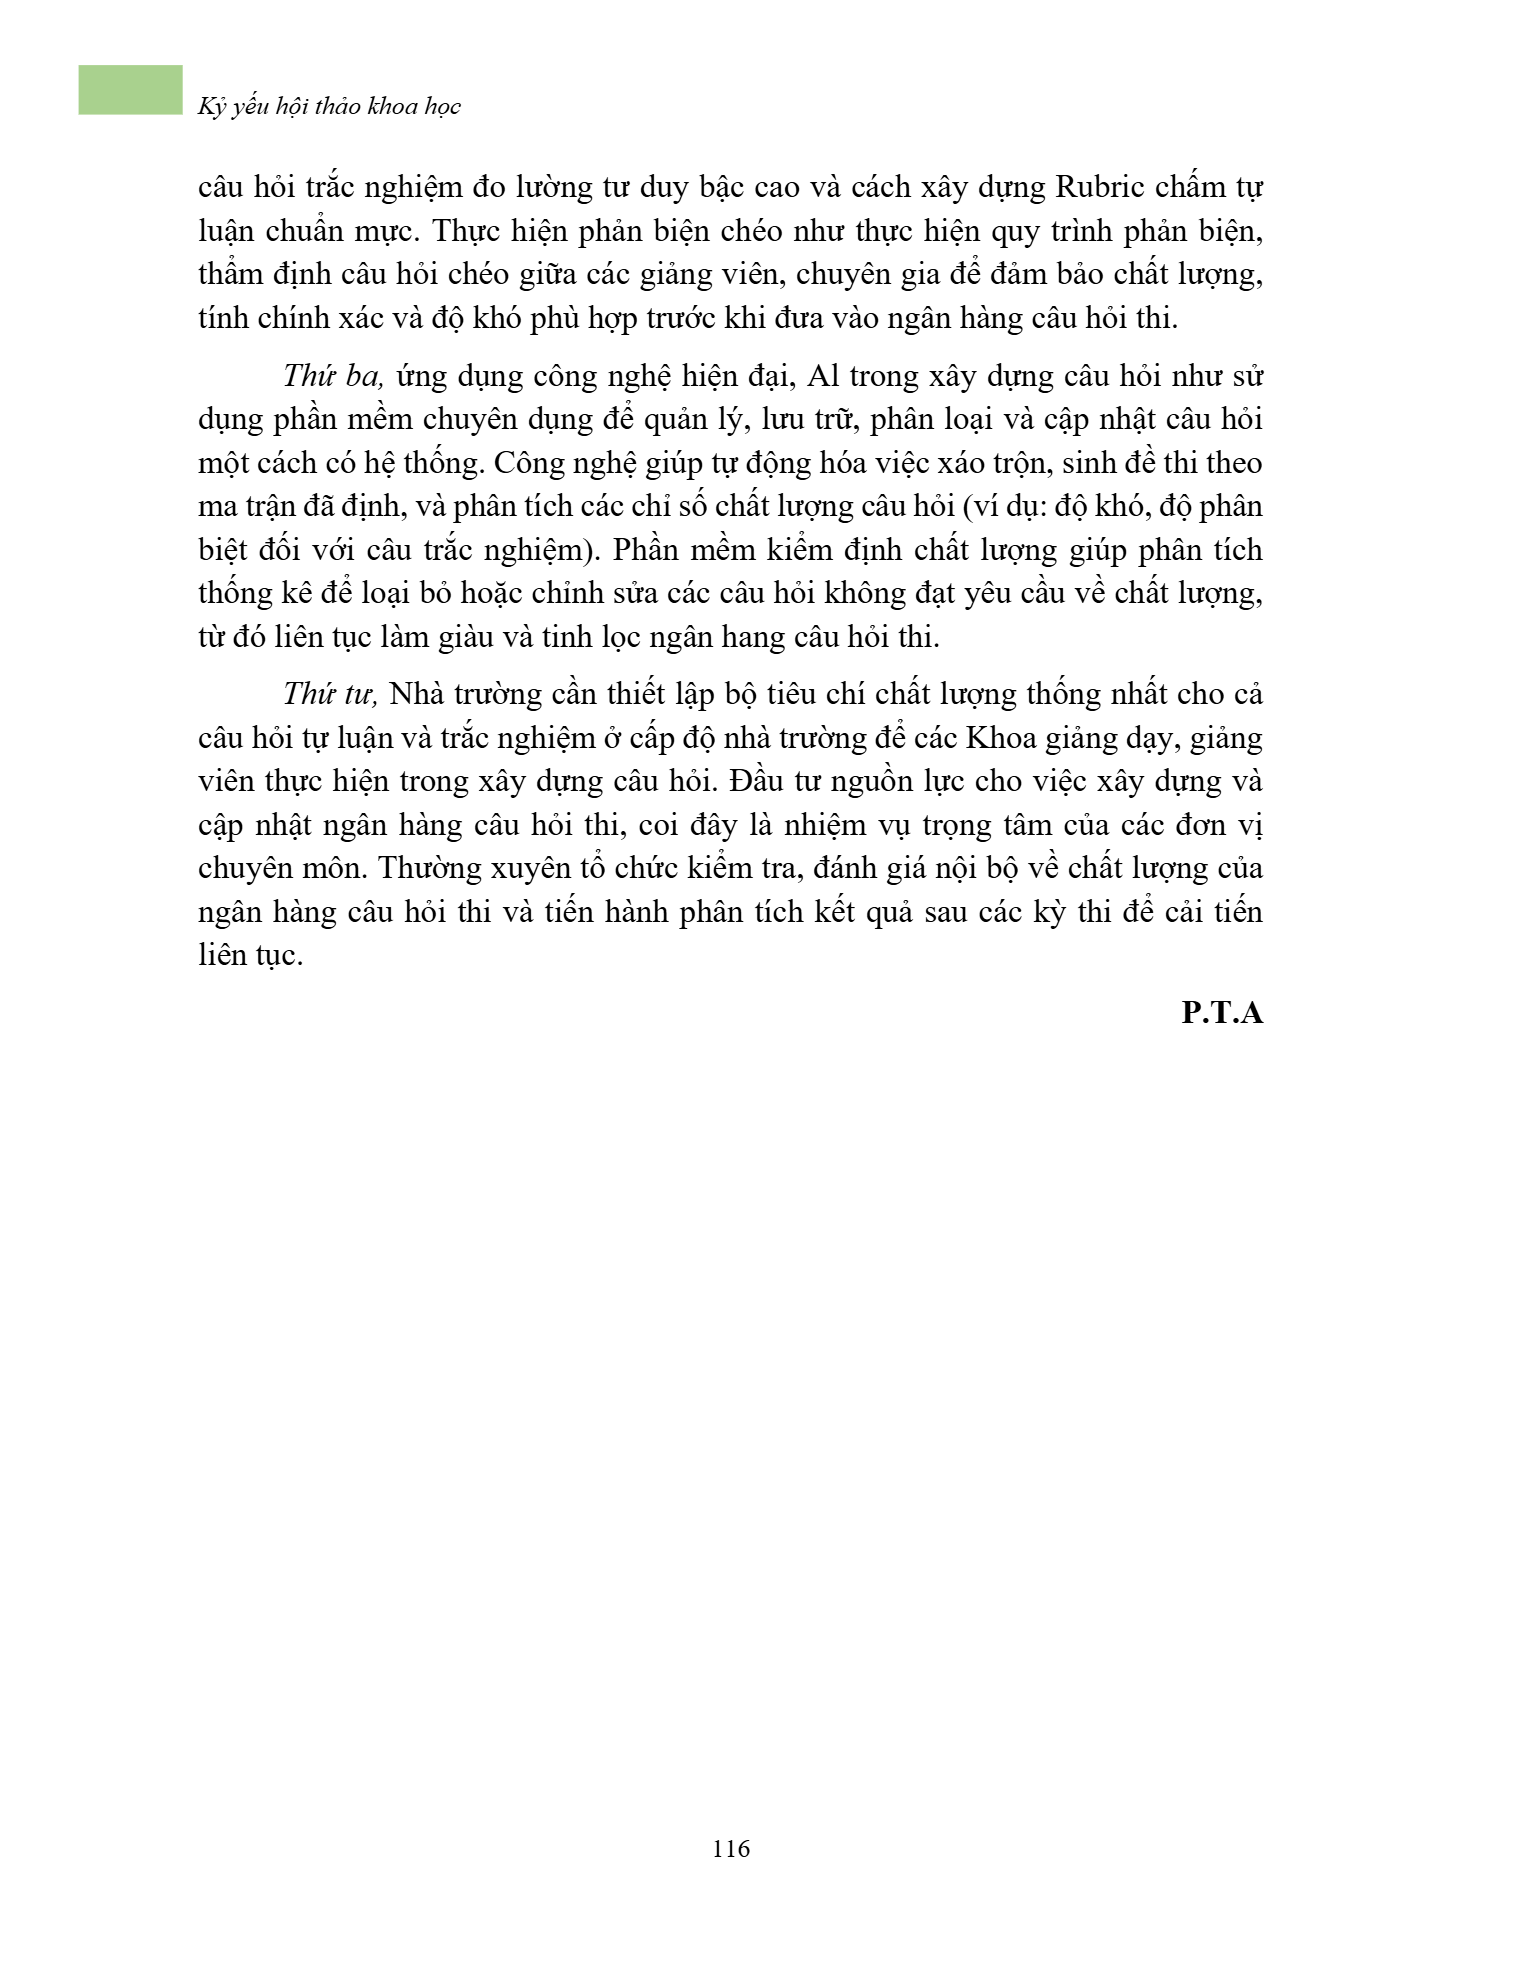 Kỷ yếu hội thảo khoa học
câu hỏi trắc nghiệm đo lường tư duy bậc cao và cách xây dựng Rubric chấm tự
luận chuẩn mực. Thực hiện phản biện chéo như thực hiện quy trình phản biện,
thẩm định câu hỏi chéo giữa các giảng viên, chuyên gia để đảm bảo chất lượng,
tính chính xác và độ khó phù hợp trước khi đưa vào ngân hàng câu hỏi thi.
Thứ ba, ứng dụng công nghệ hiện đại, Al trong xây dựng câu hỏi như sử
dụng phần mềm chuyên dụng để quản lý, lưu trữ, phân loại và cập nhật câu hỏi
một cách có hệ thống. Công nghệ giúp tự động hóa việc xáo trộn, sinh đề thi theo
ma trận đã định, và phân tích các chỉ số chất lượng câu hỏi (ví dụ: độ khó, độ phân
biệt đối với câu trắc nghiệm). Phần mềm kiểm định chất lượng giúp phân tích
thống kê để loại bỏ hoặc chỉnh sửa các câu hỏi không đạt yêu cầu về chất lượng,
từ đó liên tục làm giàu và tinh lọc ngân hang câu hỏi thi.
Thứ tư, Nhà trường cần thiết lập bộ tiêu chí chất lượng thống nhất cho cả
câu hỏi tự luận và trắc nghiệm ở cấp độ nhà trường để các Khoa giảng dạy, giảng
viên thực hiện trong xây dựng câu hỏi. Đầu tư nguồn lực cho việc xây dựng và
cập nhật ngân hàng câu hỏi thi, coi đây là nhiệm vụ trọng tâm của các đơn vị
chuyên môn. Thường xuyên tổ chức kiểm tra, đánh giá nội bộ về chất lượng của
ngân hàng câu hỏi thi và tiến hành phân tích kết quả sau các kỳ thi để cải tiến
liên tục.
P.T.A
116